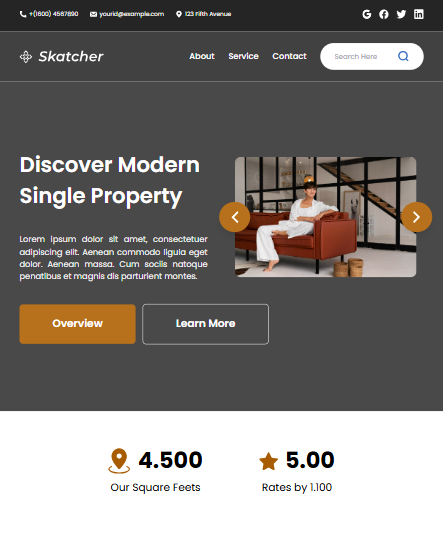 +(1800) 4567890 yourid@example.com 123 Fifth Avenue
Skatcher About Service Contact Search Here
Discover Modern
Single Property
Lorem ipsum dolor sit amet, consectetuer
adipiscing elit. Aenean commodo ligula eget
dolor. Aenean massa. Cum sociis natoque
penatibus et magnis dis parturient montes.
Overview Learn More
4.500 5.00
Our Square Feets Rates by 1.100